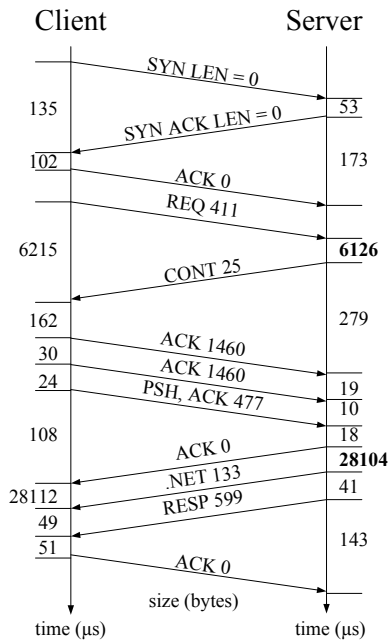 Client
Server
SYN LEN = 0
135
53
SYN ACK LEN = 0
102
173
ACK 0
REQ 411
6215
6126
CONT 25
162
279
ACK 1460
30
ACK 1460
24
19
PSH, ACK 477
10
108
18
ACK 0
28104
.NET 133
28112
41
RESP 599
49
143
51
ACK 0
size (bytes)
time (μs)
time (μs)